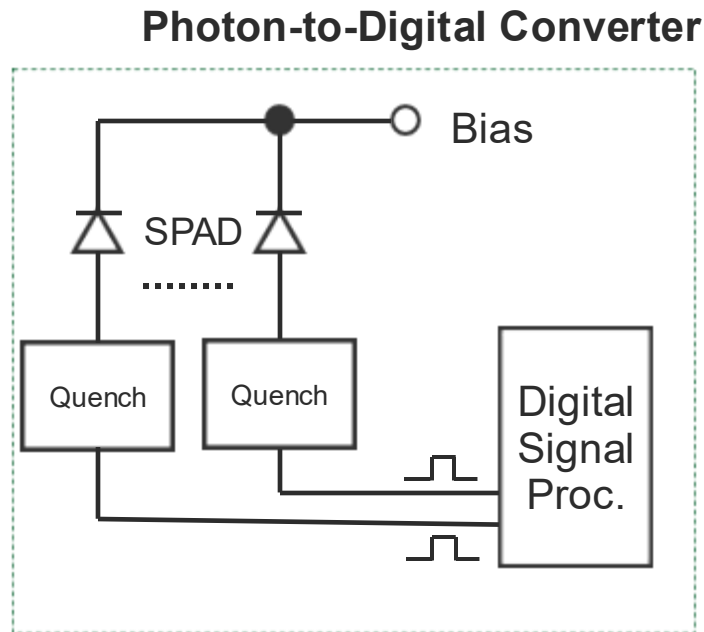 Photon-to-Digital Converter
Bias
SPAD
Quench
Quench
Digital
Signal
Proc.